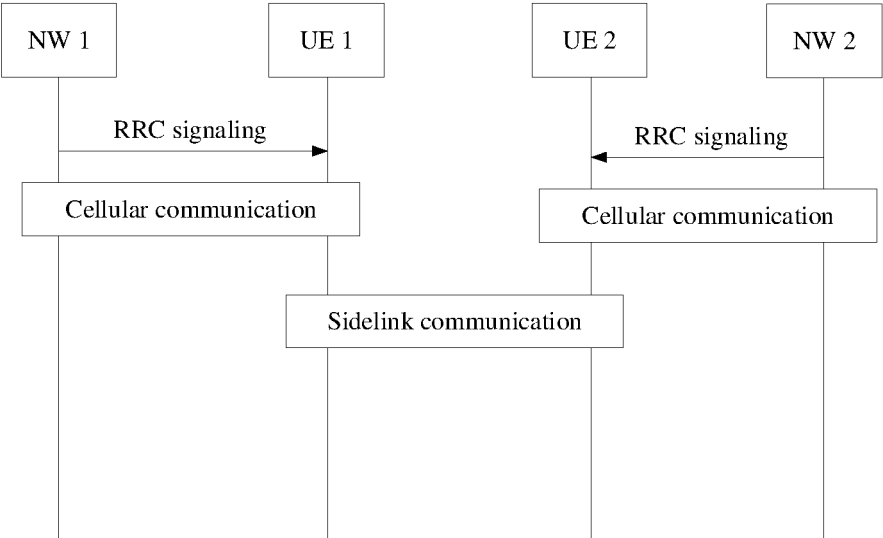 NW 1
UE 1
UE 2
NW 2
RRC signaling
RRC signaling
Cellular communication
Cellular communication
Sidelink communication